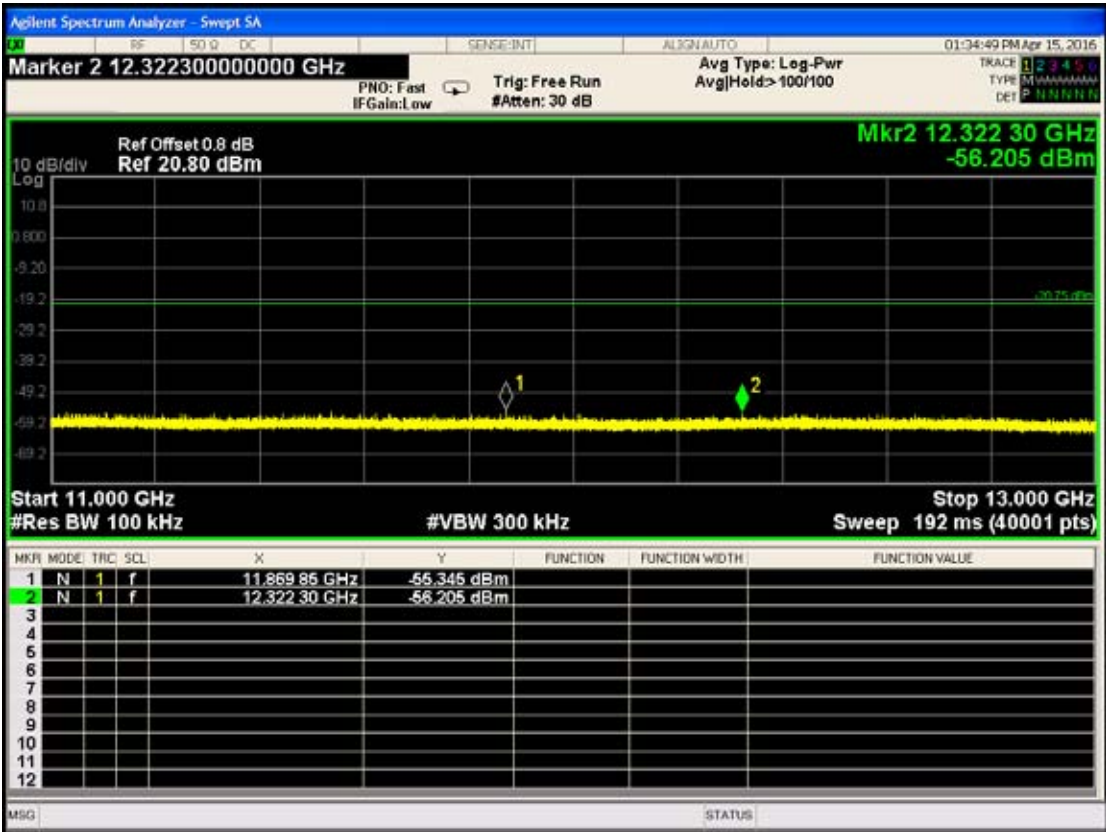 Agilent Spectrum Analyzer - Swept SA
LXI RF 50 Ω DC SENSE:INT ALIGN AUTO 01:34:49 PM Apr 15, 2016
Marker 2 12.322300000000 GHz
PNO: Fast
IFGain:Low
Trig: Free Run
#Atten: 30 dB
Avg Type: Log-Pwr
Avg|Hold:>100/100
TRACE 1 2 3 4 5 6
TYPE M
DET P N N N N N
Mkr2 12.322 30 GHz
-56.205 dBm
Ref Offset 0.8 dB
10 dB/div Ref 20.80 dBm
Log
10.8
0.800
-9.20
-19.2
-20.75 dBm
-29.2
-39.2
-49.2
1
2
-59.2
-69.2
Start 11.000 GHz Stop 13.000 GHz
#Res BW 100 kHz #VBW 300 kHz Sweep 192 ms (40001 pts)
MKR MODE TRC SCL X Y FUNCTION FUNCTION WIDTH FUNCTION VALUE
1 N 1 f 11.869 85 GHz -55.345 dBm
2 N 1 f 12.322 30 GHz -56.205 dBm
3
4
5
6
7
8
9
10
11
12
MSG STATUS